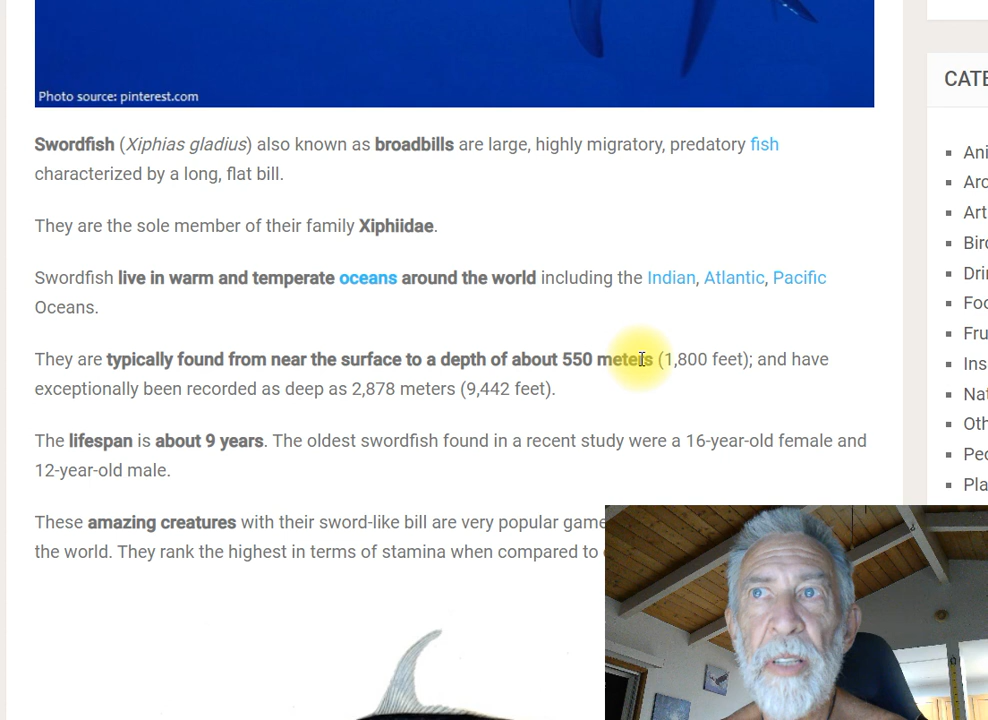 Photo source: pinterest.com
CATE
Swordfish (Xiphias gladius) also known as broadbills are large, highly migratory, predatory fish
characterized by a long, flat bill.
They are the sole member of their family Xiphiidae.
Swordfish live in warm and temperate oceans around the world including the Indian, Atlantic, Pacific
Oceans.
They are typically found from near the surface to a depth of about 550 meters (1,800 feet); and have
exceptionally been recorded as deep as 2,878 meters (9,442 feet).
The lifespan is about 9 years. The oldest swordfish found in a recent study were a 16-year-old female and
12-year-old male.
These amazing creatures with their sword-like bill are very popular game
the world. They rank the highest in terms of stamina when compared to
Ani
Arc
Art
Bird
Drin
Foo
Fru
Inse
Nat
Oth
Peo
Pla